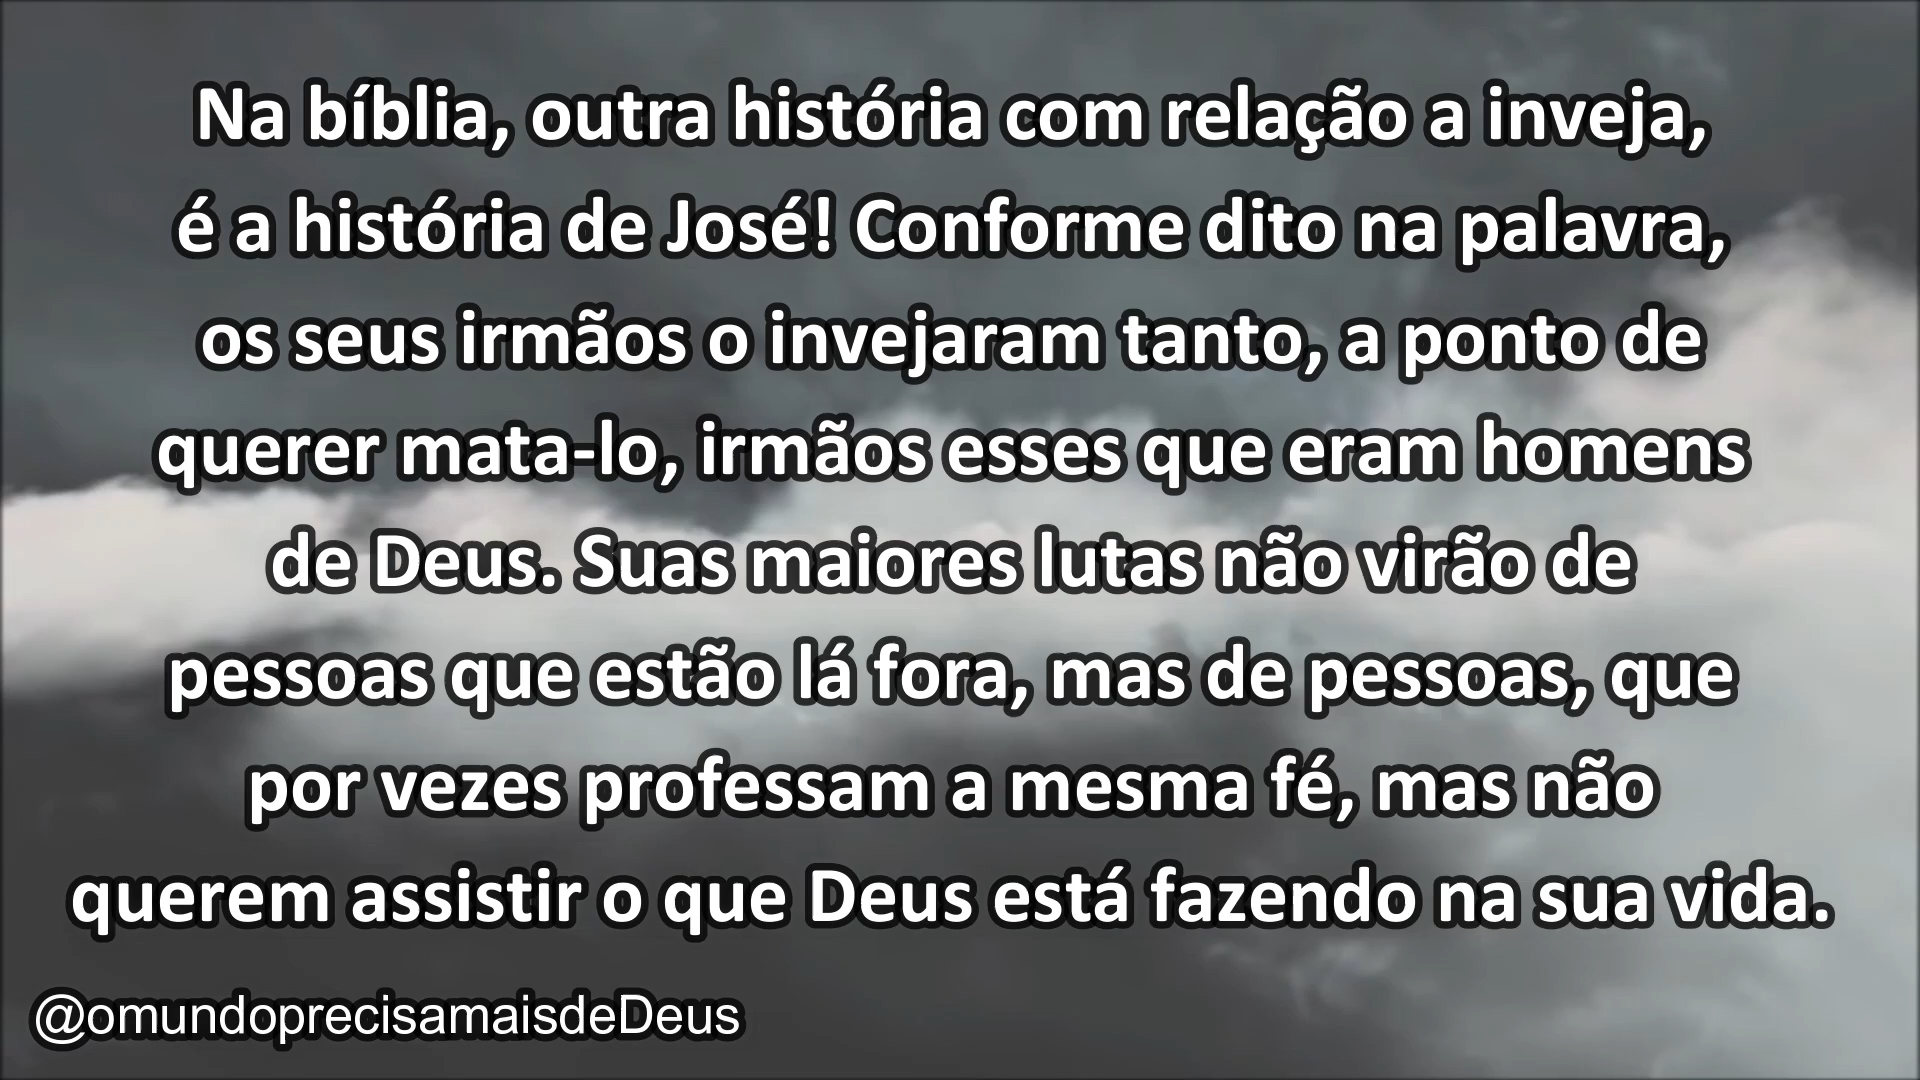 Na bíblia, outra história com relação a inveja,
é a história de José! Conforme dito na palavra,
os seus irmãos o invejaram tanto, a ponto de
querer mata-lo, irmãos esses que eram homens
de Deus. Suas maiores lutas não virão de
pessoas que estão lá fora, mas de pessoas, que
por vezes professam a mesma fé, mas não
querem assistir o que Deus está fazendo na sua vida.
@omundoprecisamaisdeDeus